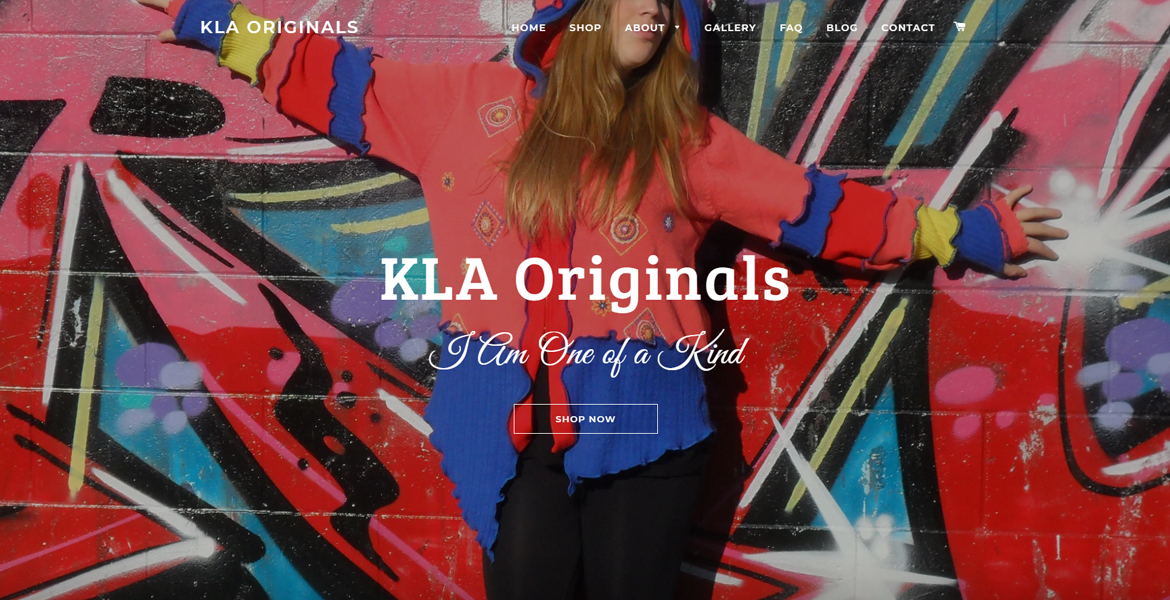 KLA ORIGINALS
HOME SHOP ABOUT GALLERY FAQ BLOG CONTACT
KLA Originals
I Am One of a Kind
SHOP NOW